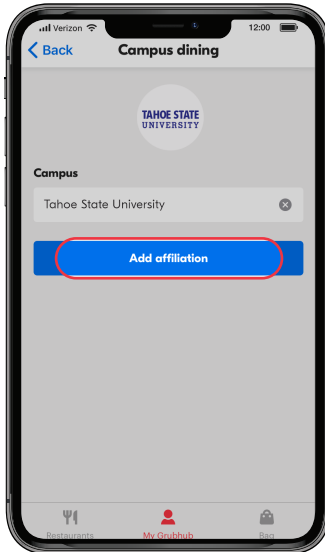 Verizon 12:00
Back Campus dining
TAHOE STATE
UNIVERSITY
Campus
Tahoe State University
Add affiliation
Restaurants My Grubhub Bag